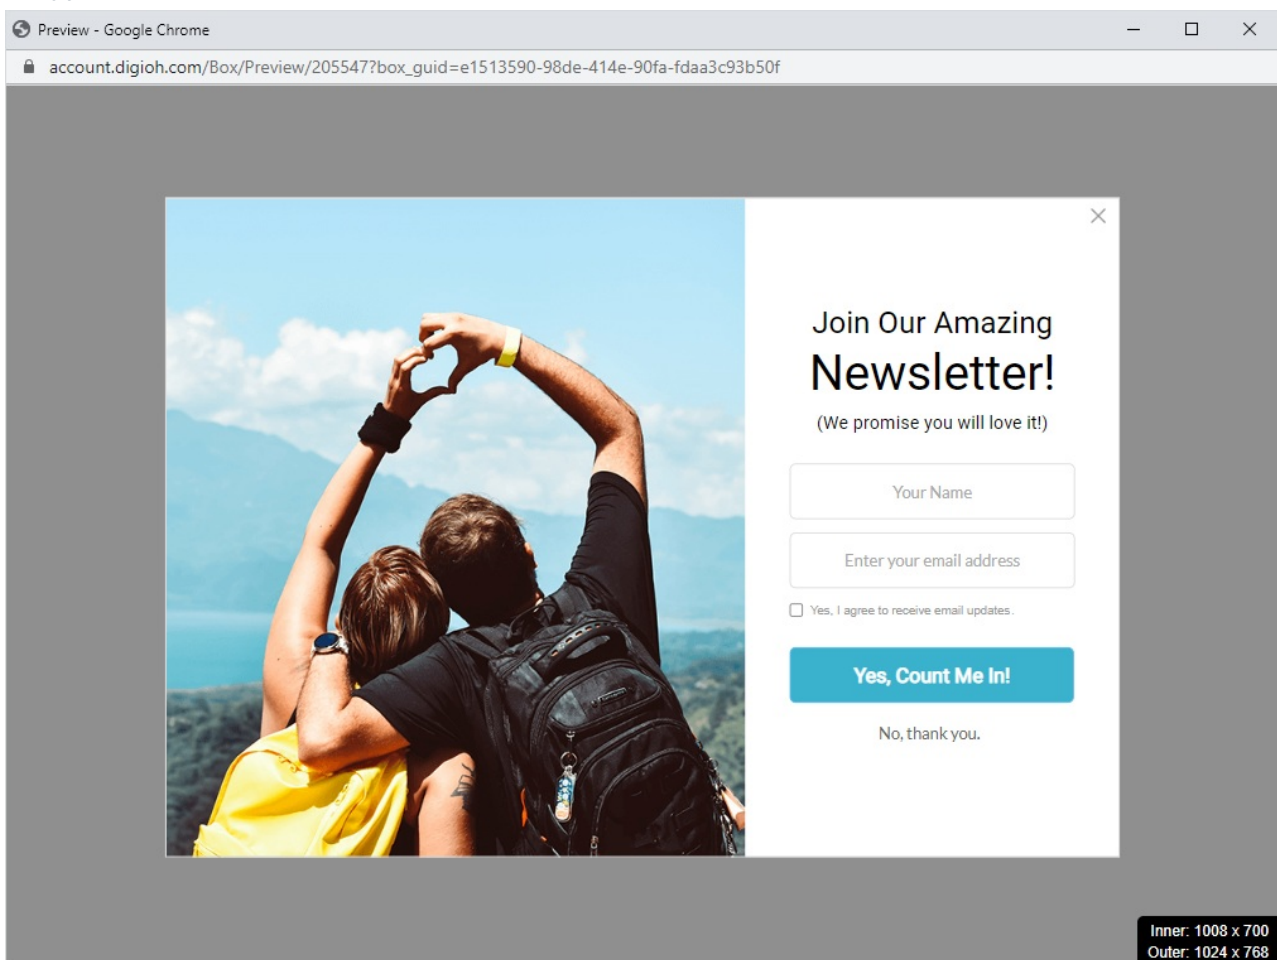 Preview - Google Chrome
account.digioh.com/Box/Preview/205547?box_guid=e1513590-98de-414e-90fa-fdaa3c93b50f
Join Our Amazing
Newsletter!
(We promise you will love it!)
Your Name
Enter your email address
Yes, I agree to receive email updates.
Yes, Count Me In!
No, thank you.
Inner: 1008 x 700
Outer: 1024 x 768